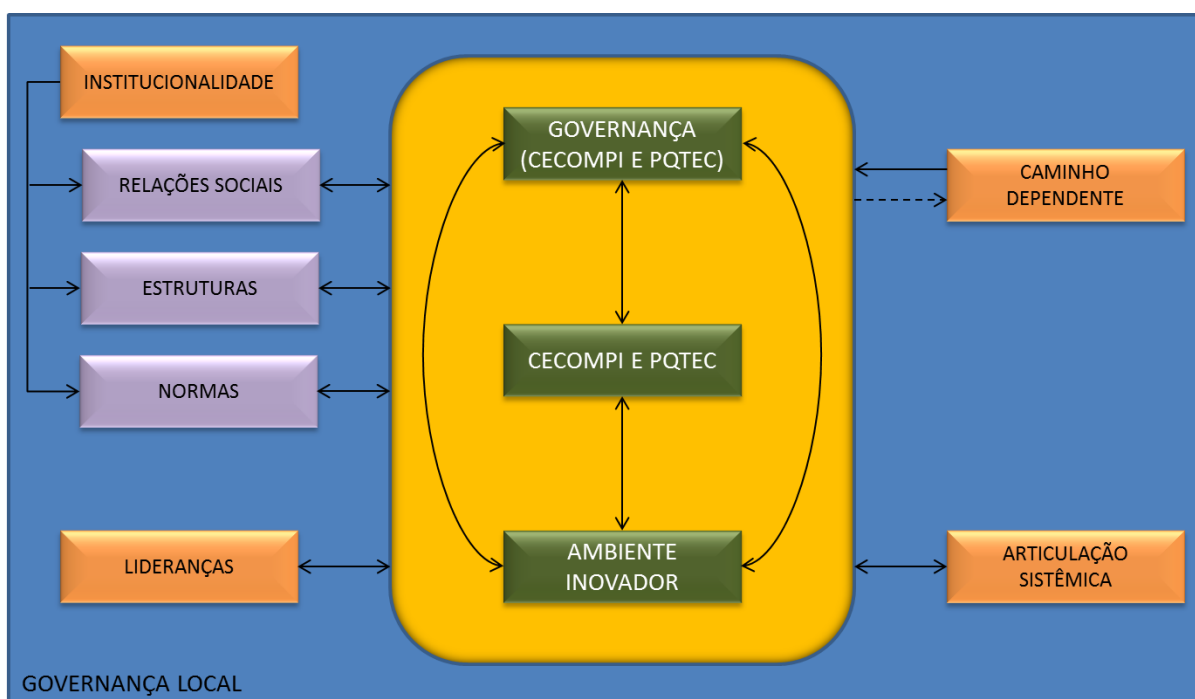 INSTITUCIONALIDADE
RELAÇÕES SOCIAIS
ESTRUTURAS
NORMAS
LIDERANÇAS
GOVERNANÇA
(CECOMPI E PQTEC)
CECOMPI E PQTEC
AMBIENTE
INOVADOR
CAMINHO
DEPENDENTE
ARTICULAÇÃO
SISTÊMICA
GOVERNANÇA LOCAL